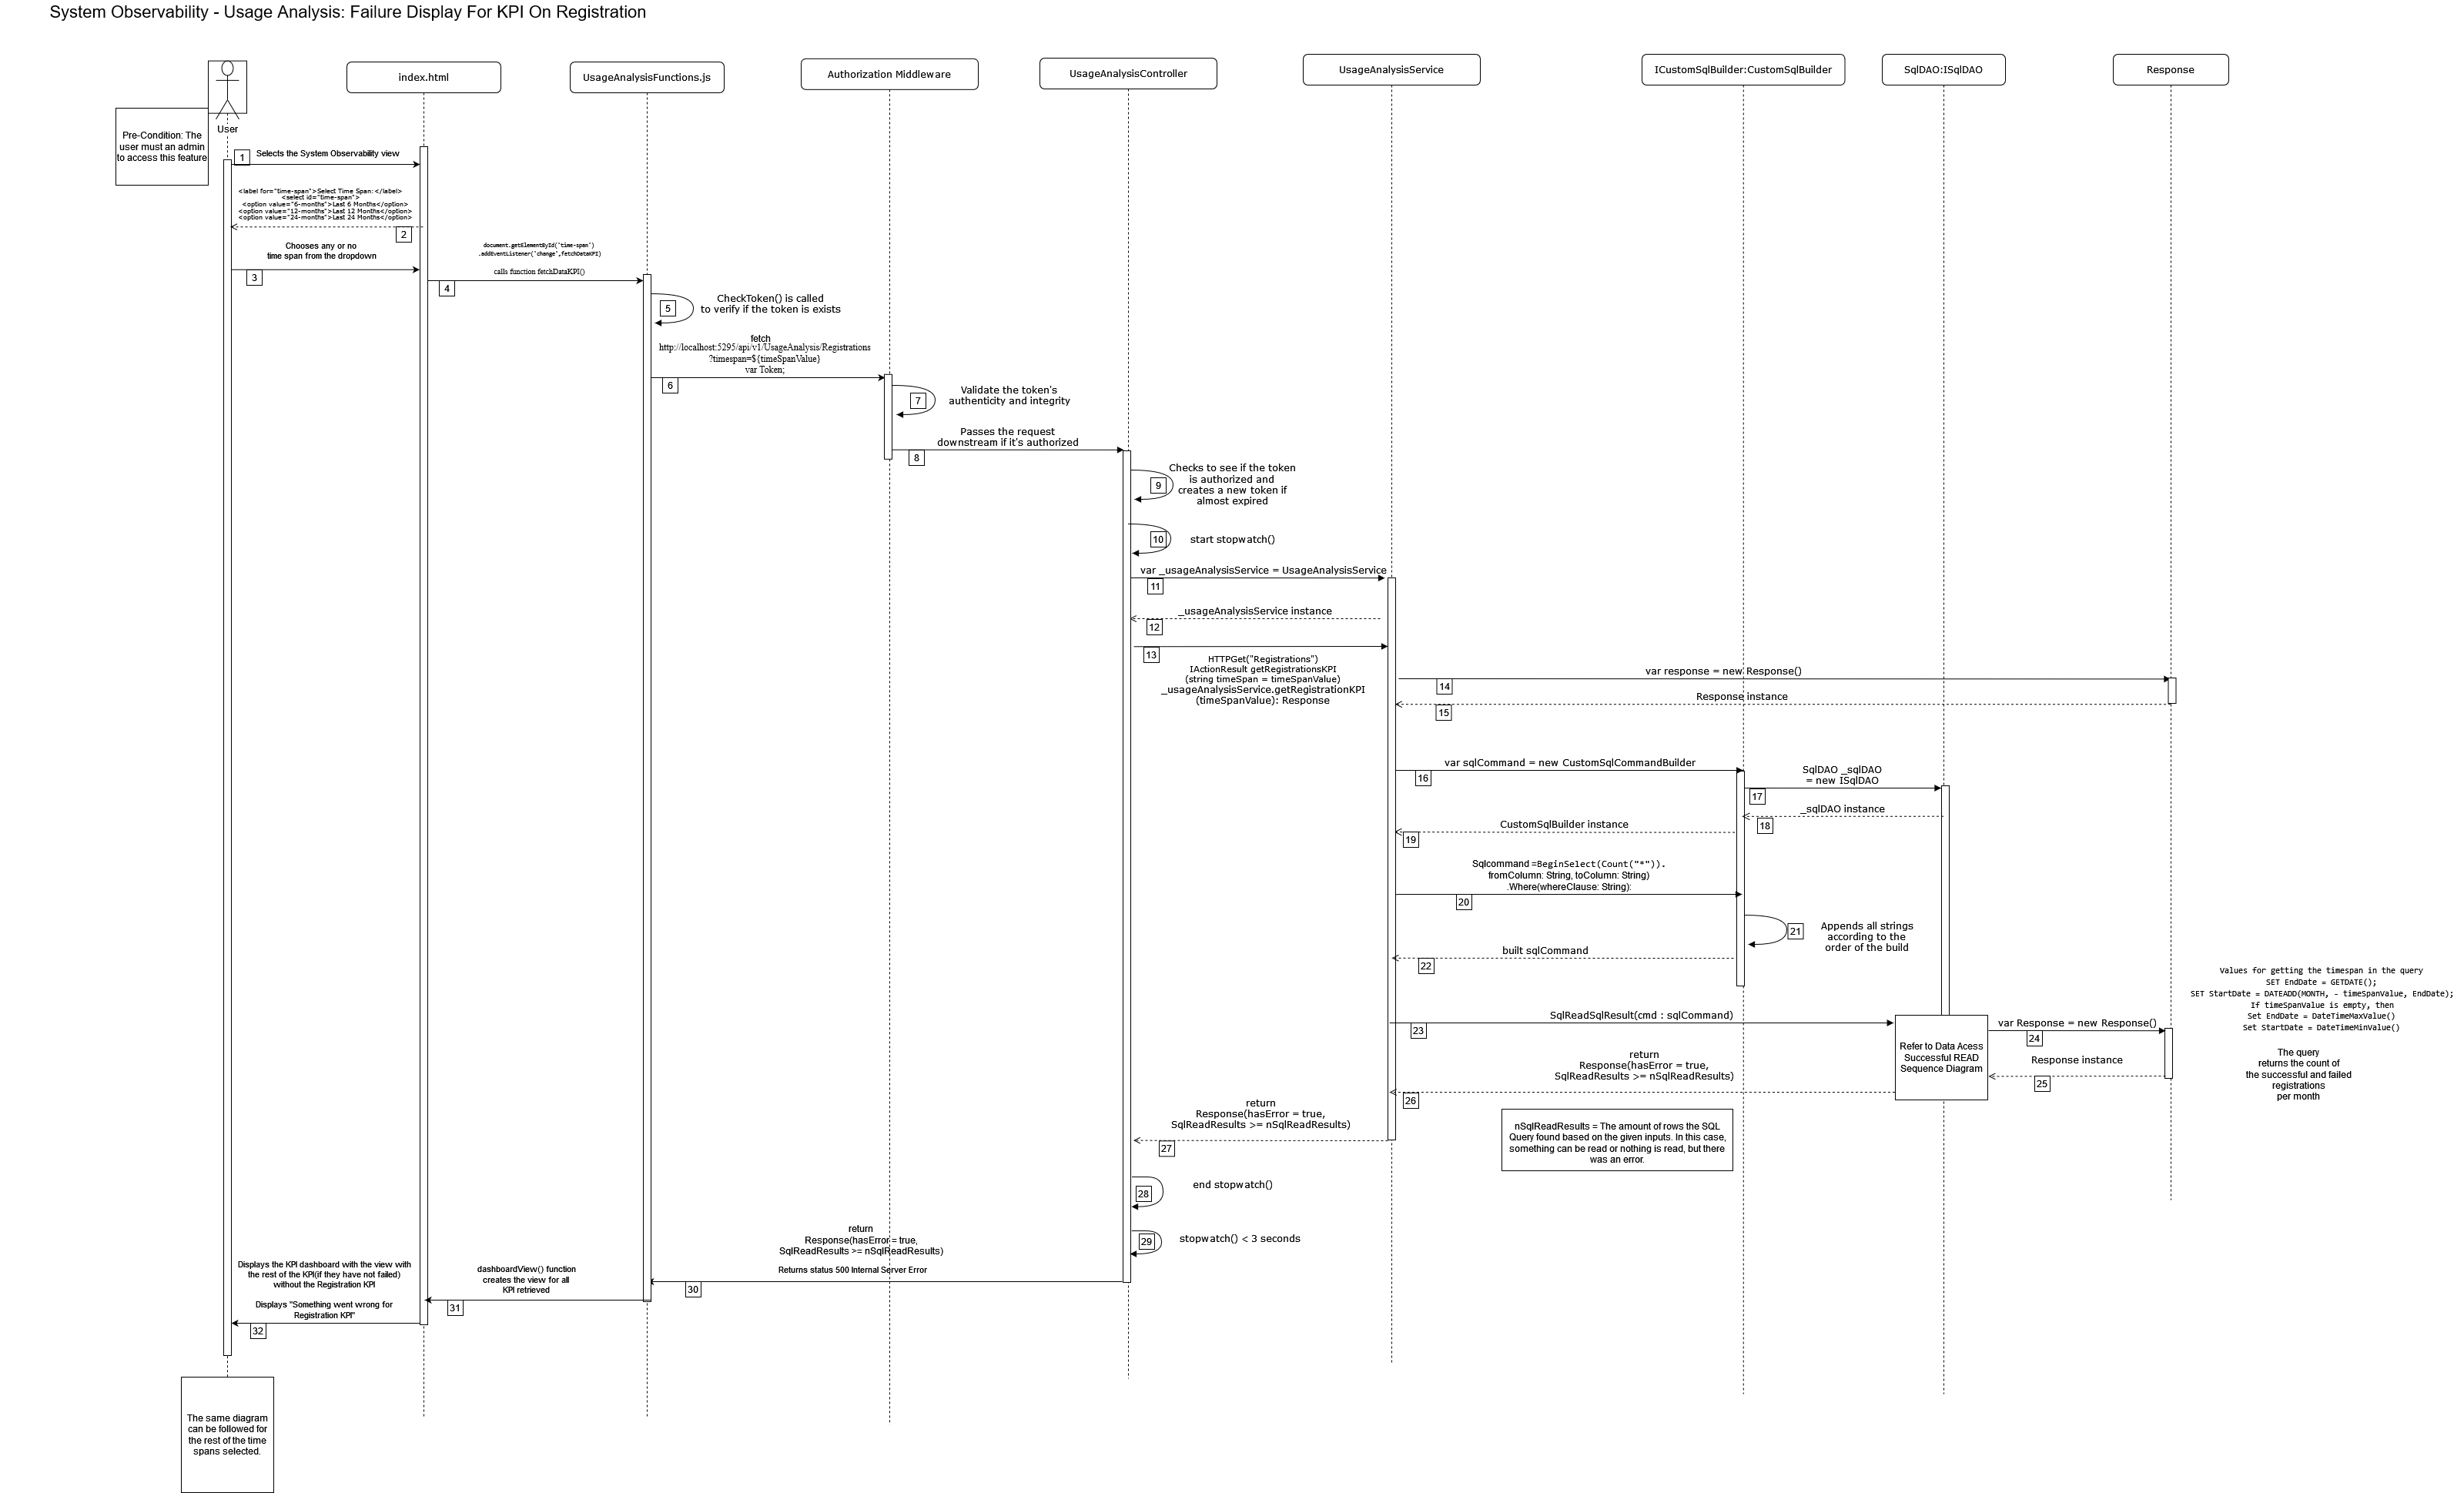 System Observability - Usage Analysis: Failure Display For KPI On Registration
index.html
UsageAnalysisFunctions.js
Authorization Middleware
UsageAnalysisController
UsageAnalysisService
ICustomSqlBuilder:CustomSqlBuilder
SqlDAO:ISqlDAO
Response
User
Pre-Condition: The
user must an admin
to access this feature
1
Selects the System Observability view
<label for="time-span">Select Time Span:</label>
<select id="time-span">
<option value="6-months">Last 6 Months</option>
<option value="12-months">Last 12 Months</option>
<option value="24-months">Last 24 Months</option>
2
Chooses any or no
time span from the dropdown
3
document.getElementById('time-span')
.addEventListener('change',fetchDataKPI)
calls function fetchDataKPI()
4
5
CheckToken() is called
to verify if the token is exists
fetch
http://localhost:5295/api/v1/UsageAnalysis/Registrations
?timespan=${timeSpanValue}
var Token;
6
7
Validate the token's
authenticity and integrity
Passes the request
downstream if it's authorized
8
9
Checks to see if the token
is authorized and
creates a new token if
almost expired
10
start stopwatch()
var _usageAnalysisService = UsageAnalysisService
11
_usageAnalysisService instance
12
13
HTTPGet("Registrations")
IActionResult getRegistrationsKPI
(string timeSpan = timeSpanValue)
_usageAnalysisService.getRegistrationKPI
(timeSpanValue): Response
var response = new Response()
14
Response instance
15
var sqlCommand = new CustomSqlCommandBuilder
16
SqlDAO _sqlDAO
= new ISqlDAO
17
_sqlDAO instance
18
CustomSqlBuilder instance
19
Sqlcommand =BeginSelect(Count("*")).
fromColumn: String, toColumn: String)
.Where(whereClause: String):
20
21
Appends all strings
according to the
order of the build
built sqlCommand
22
Values for getting the timespan in the query
SET EndDate = GETDATE();
SET StartDate = DATEADD(MONTH, - timeSpanValue, EndDate);
If timeSpanValue is empty, then
Set EndDate = DateTimeMaxValue()
Set StartDate = DateTimeMinValue()
The query
returns the count of
the successful and failed
registrations
per month
SqlReadSqlResult(cmd : sqlCommand)
23
Refer to Data Acess
Successful READ
Sequence Diagram
var Response = new Response()
24
Response instance
25
return
Response(hasError = true,
SqlReadResults >= nSqlReadResults)
26
return
Response(hasError = true,
SqlReadResults >= nSqlReadResults)
27
nSqlReadResults = The amount of rows the SQL
Query found based on the given inputs. In this case,
something can be read or nothing is read, but there
was an error.
28
end stopwatch()
29
stopwatch() < 3 seconds
return
Response(hasError = true,
SqlReadResults >= nSqlReadResults)
Returns status 500 Internal Server Error
30
dashboardView() function
creates the view for all
KPI retrieved
31
Displays the KPI dashboard with the view with
the rest of the KPI(if they have not failed)
without the Registration KPI
Displays "Something went wrong for
Registration KPI"
32
The same diagram
can be followed for
the rest of the time
spans selected.